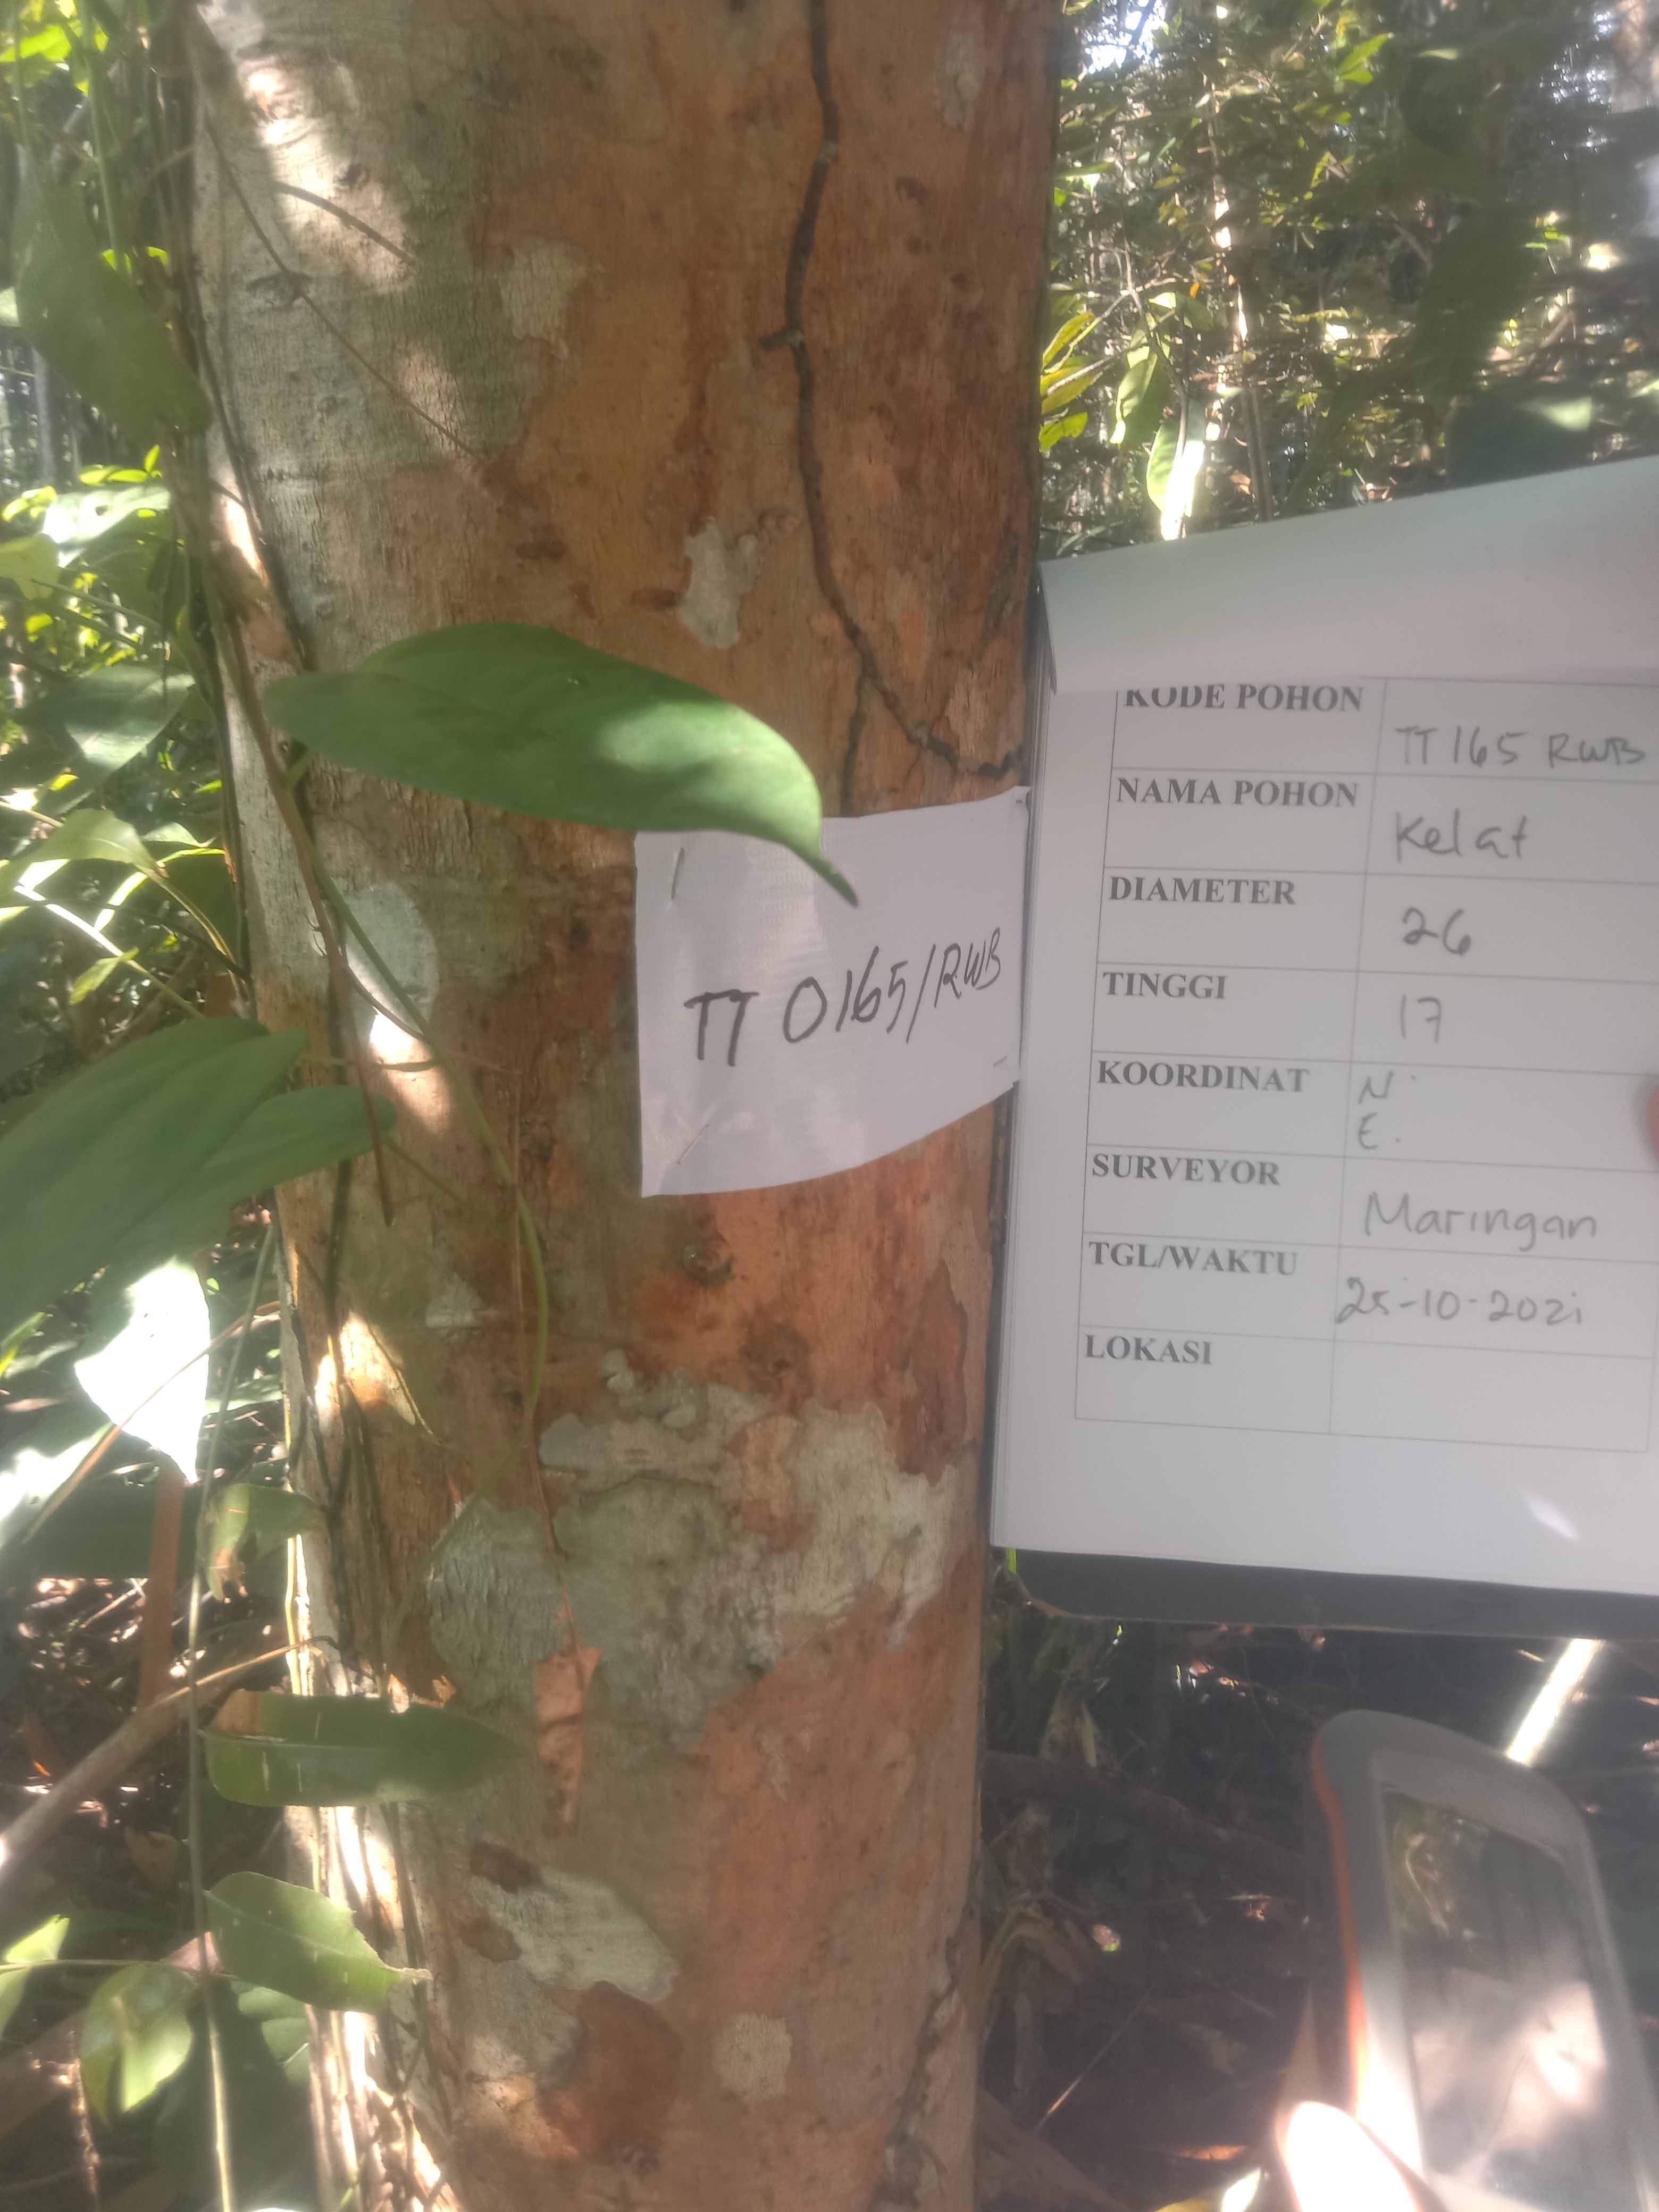 TT 0165/RWB
KODE POHON
TT 165 RWB
NAMA POHON
Kelat
DIAMETER
26
TINGGI
17
KOORDINAT
N
E.
SURVEYOR
Maringan
TGL/WAKTU
25-10-2021
LOKASI